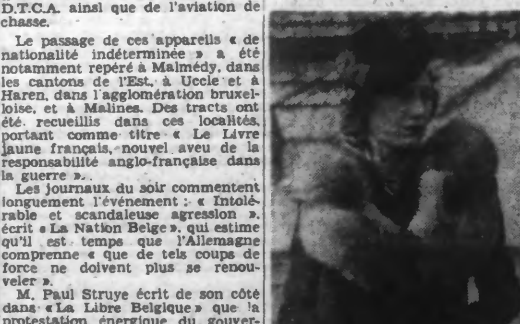 D.T.C.A. ainsi que de l'aviation de
chasse.
Le passage de ces appareils « de
nationalité indéterminée » a été
notamment repéré à Malmédy, dans
les cantons de l'Est, à Uccle et à
Haren, dans l'agglomération bruxel-
loise, et à Malines. Des tracts ont
été recueillis dans ces localités,
portant comme titre « Le Livre
jaune français, nouvel aveu de la
responsabilité anglo-française dans
la guerre ».
Les journaux du soir commentent
longuement l'événement : « Intolé-
rable et scandaleuse agression »,
écrit « La Nation Belge », qui estime
qu'il est temps que l'Allemagne
comprenne « que de tels coups de
force ne doivent plus se renou-
veler ».
M. Paul Struye écrit de son côté
dans « La Libre Belgique » que la
protestation énergique du gouver-